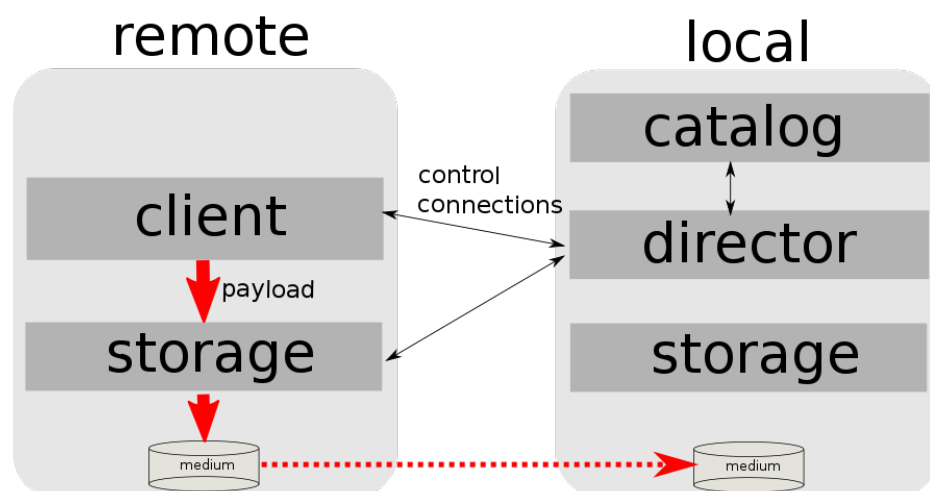 remote
local
catalog
control
connections
client
director
payload
storage
storage
medium
medium